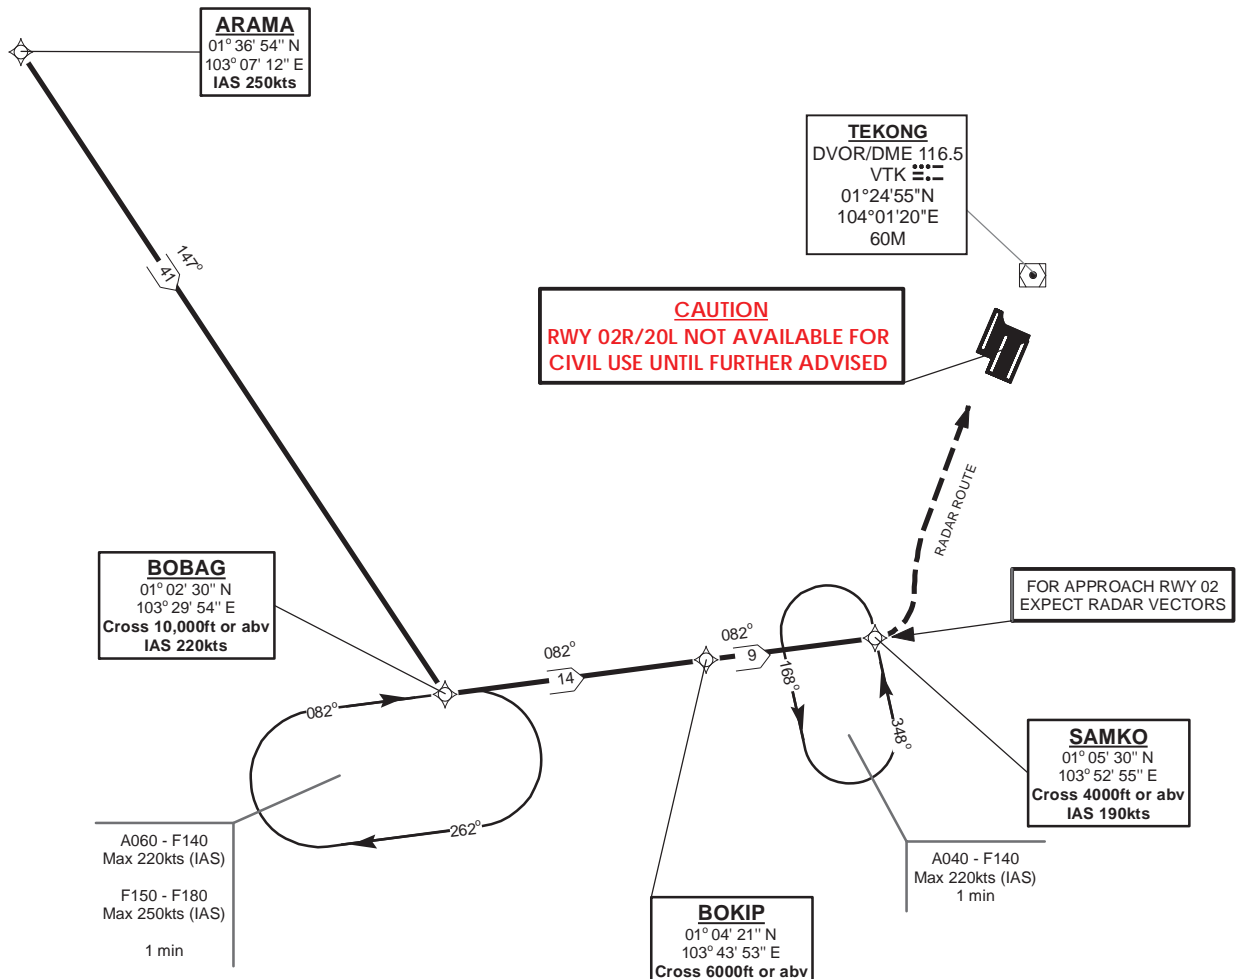 ARAMA
01° 36' 54" N
103° 07' 12" E
IAS 250kts
TEKONG
DVOR/DME 116.5
VTK
01°24'55"N
104°01'20"E
60M
147°
41
CAUTION
RWY 02R/20L NOT AVAILABLE FOR
CIVIL USE UNTIL FURTHER ADVISED
RADAR ROUTE
BOBAG
01° 02' 30" N
103° 29' 54" E
Cross 10,000ft or abv
IAS 220kts
FOR APPROACH RWY 02
EXPECT RADAR VECTORS
082°
14
082°
9
082°
262°
168°
348°
SAMKO
01° 05' 30" N
103° 52' 55" E
Cross 4000ft or abv
IAS 190kts
A060 - F140
Max 220kts (IAS)
F150 - F180
Max 250kts (IAS)
1 min
A040 - F140
Max 220kts (IAS)
1 min
BOKIP
01° 04' 21" N
103° 43' 53" E
Cross 6000ft or abv